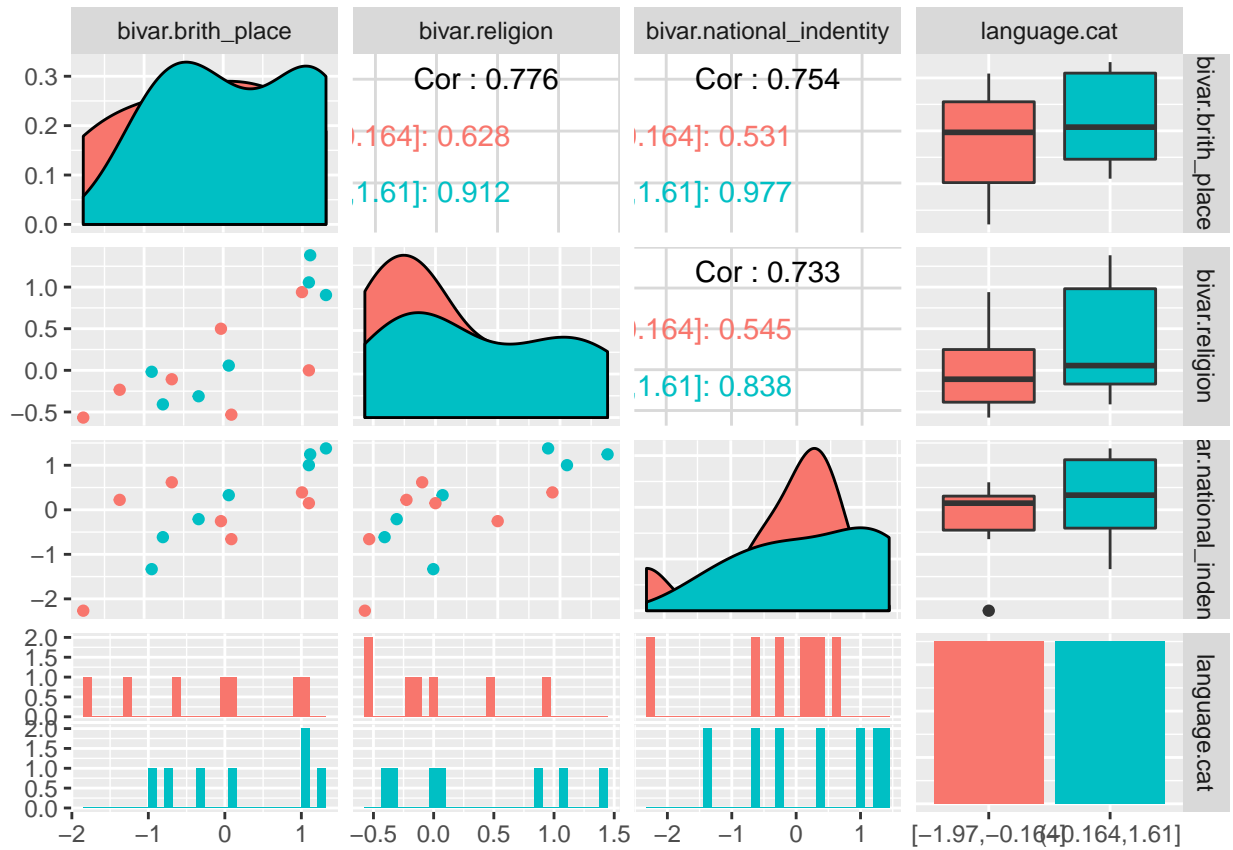 bivar.brith_place bivar.religion bivar.national_indentity language.cat
0.3
0.2
0.1
0.0
Cor : 0.776
0.164]: 0.628
,1.61]: 0.912
Cor : 0.754
0.164]: 0.531
,1.61]: 0.977
bivar.brith_place
1.0
0.5
0.0
−0.5
Cor : 0.733
0.164]: 0.545
,1.61]: 0.838
bivar.religion
1
0
−1
−2
ar.national_inden
2.0
1.5
1.0
0.5
0.0
2.0
1.5
1.0
0.5
0.0
language.cat
−2 −1 0 1
−0.5 0.0 0.5 1.0 1.5
−2 −1 0 1
[−1.97,−0.164] (−0.164,1.61]